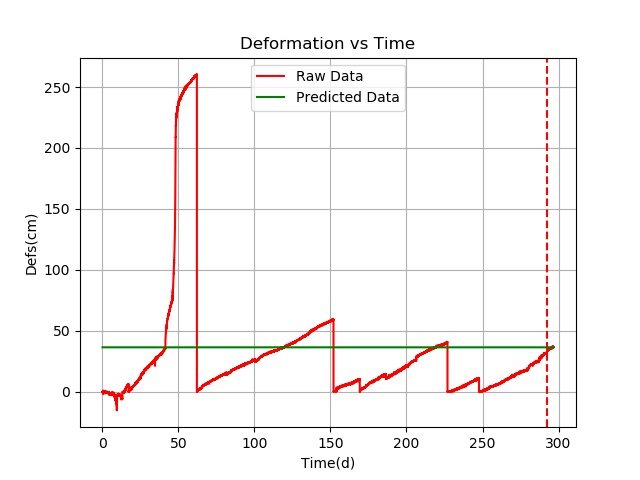 Deformation vs Time
Raw Data
Predicted Data
Defs(cm)
250
200
150
100
50
0
0 50 100 150 200 250 300
Time(d)